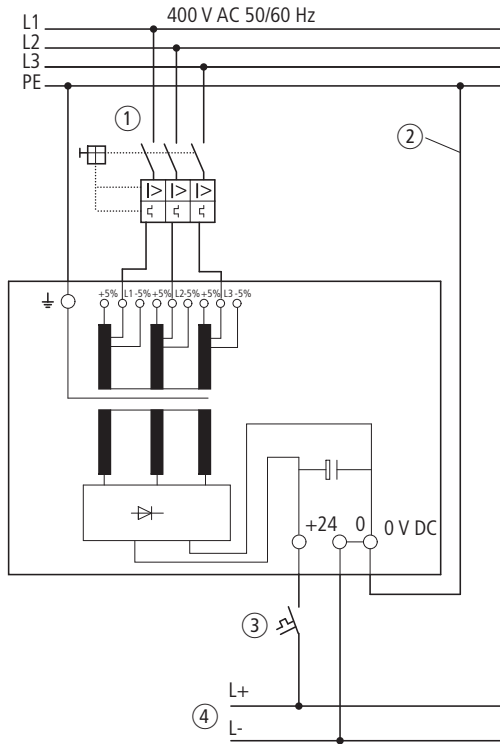 L1
400 V AC 50/60 Hz
L2
L3
PE
1
2
I> I> I>
+5% L1 -5% +5% L2 -5% +5% L3 -5%
+24 0 0 V DC
3
L+
4
L-